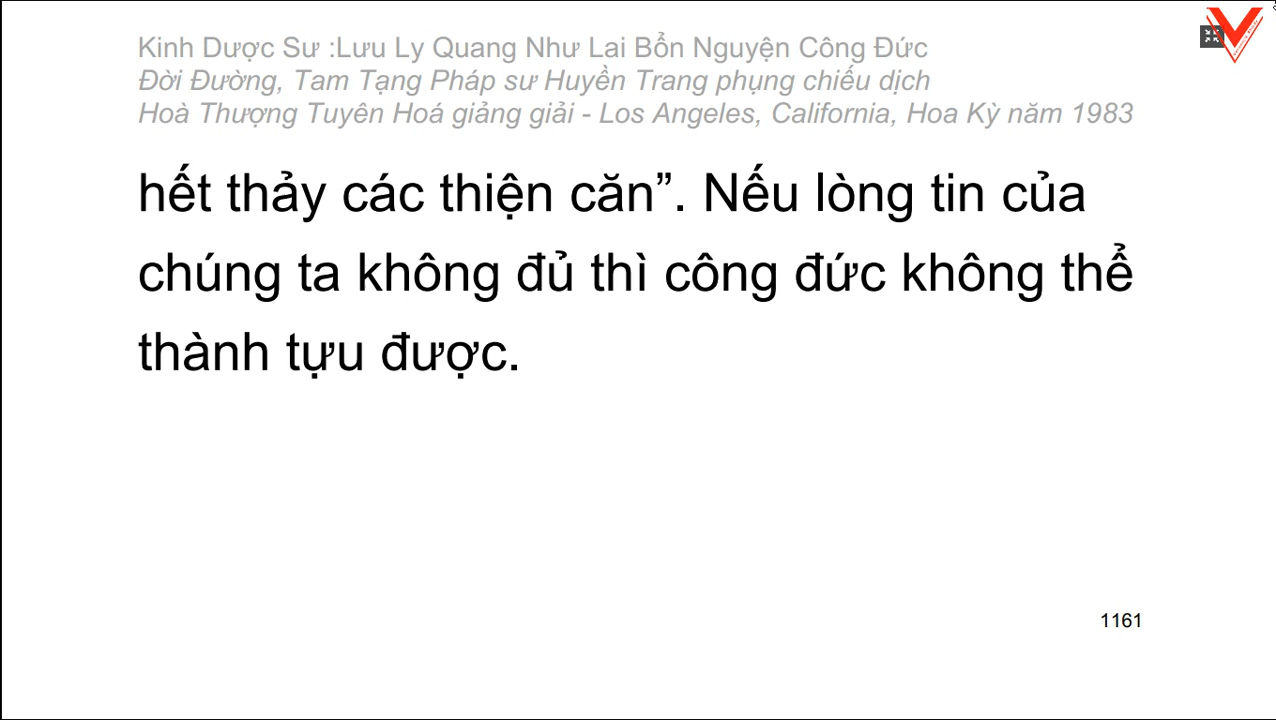 Kinh Dược Sư :Lưu Ly Quang Như Lai Bổn Nguyện Công Đức
Đời Đường, Tam Tạng Pháp sư Huyền Trang phụng chiếu dịch
Hoà Thượng Tuyên Hoá giảng giải - Los Angeles, California, Hoa Kỳ năm 1983
hết thảy các thiện căn”. Nếu lòng tin của
chúng ta không đủ thì công đức không thể
thành tựu được.
1161